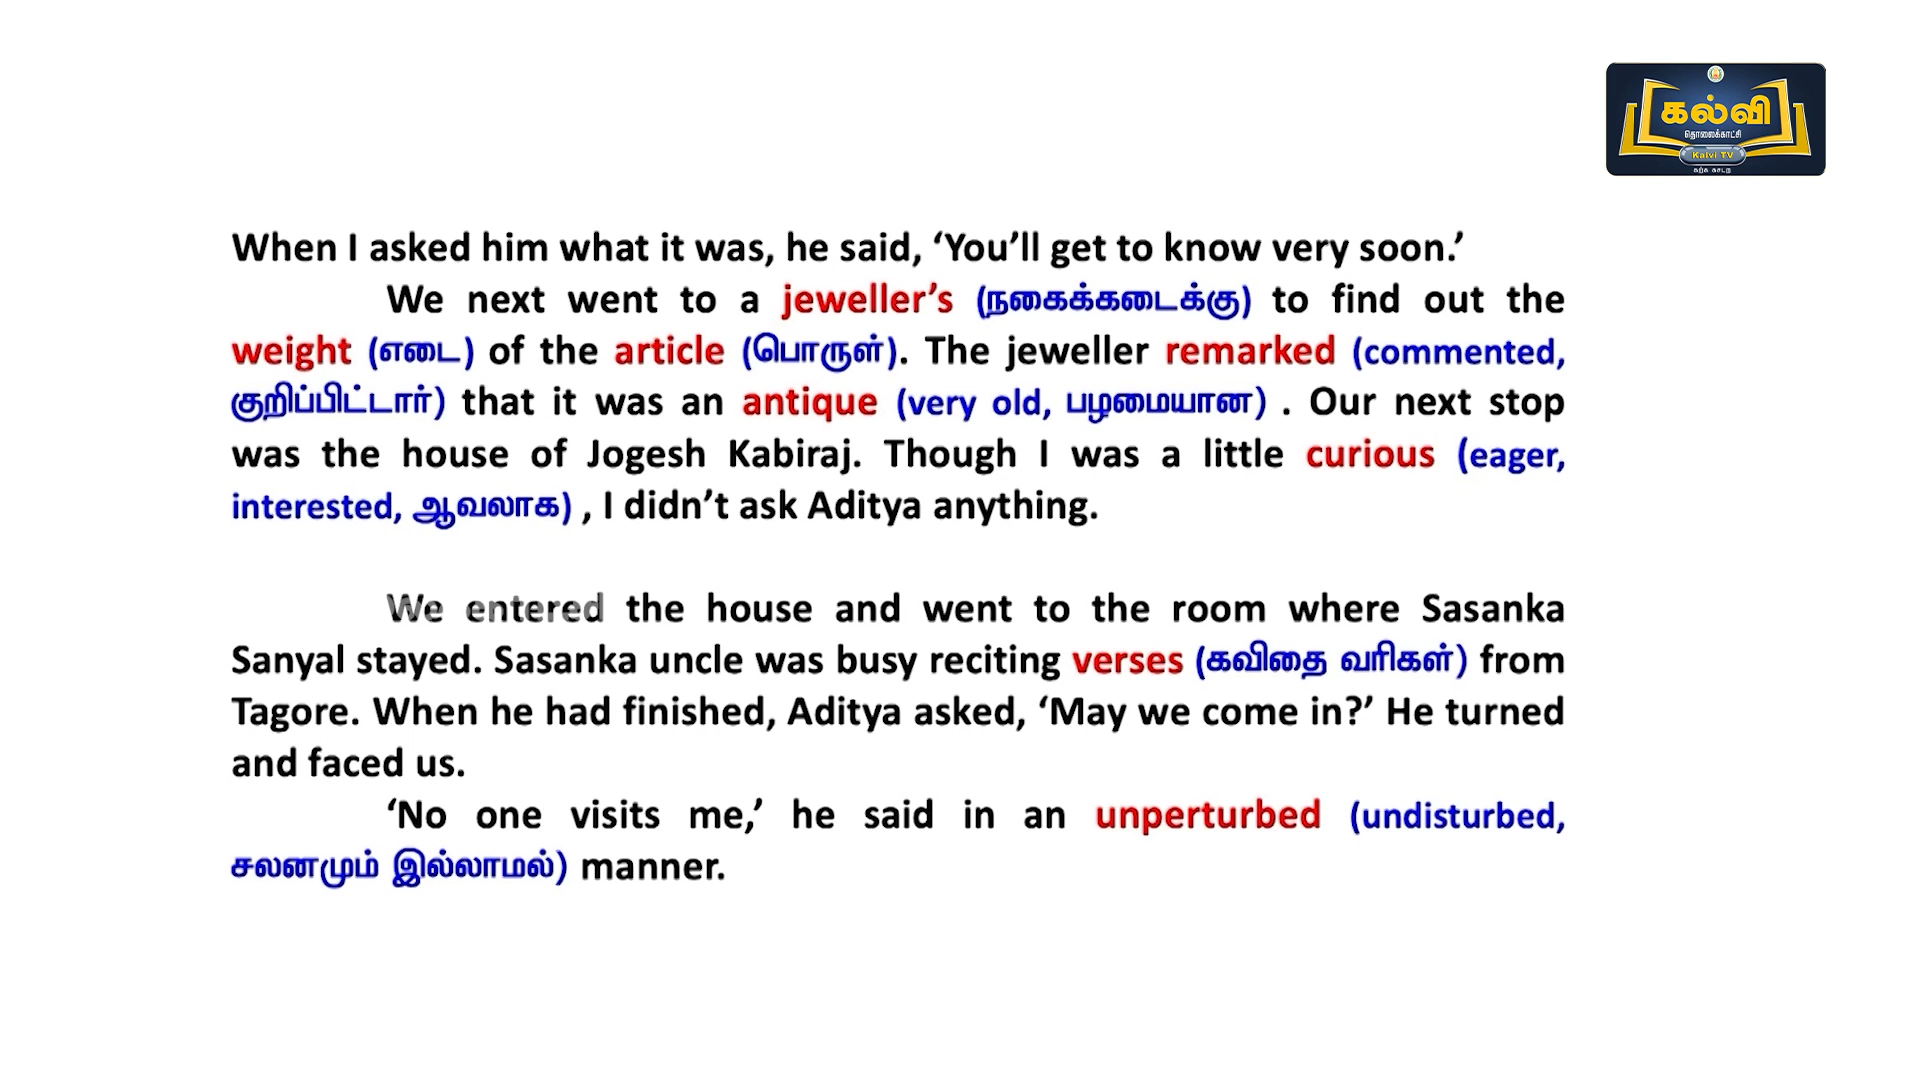 கல்வி
தொலைக்காட்சி
Kalvi TV
கற்க கசடற
When I asked him what it was, he said, ‘You’ll get to know very soon.’
We next went to a jeweller’s (நகைக்கடைக்கு) to find out the
weight (எடை) of the article (பொருள்). The jeweller remarked (commented,
குறிப்பிட்டார்) that it was an antique (very old, பழமையான) . Our next stop
was the house of Jogesh Kabiraj. Though I was a little curious (eager,
interested, ஆவலாக) , I didn’t ask Aditya anything.
We entered the house and went to the room where Sasanka
Sanyal stayed. Sasanka uncle was busy reciting verses (கவிதை வரிகள்) from
Tagore. When he had finished, Aditya asked, ‘May we come in?’ He turned
and faced us.
‘No one visits me,’ he said in an unperturbed (undisturbed,
சலனமும் இல்லாமல்) manner.